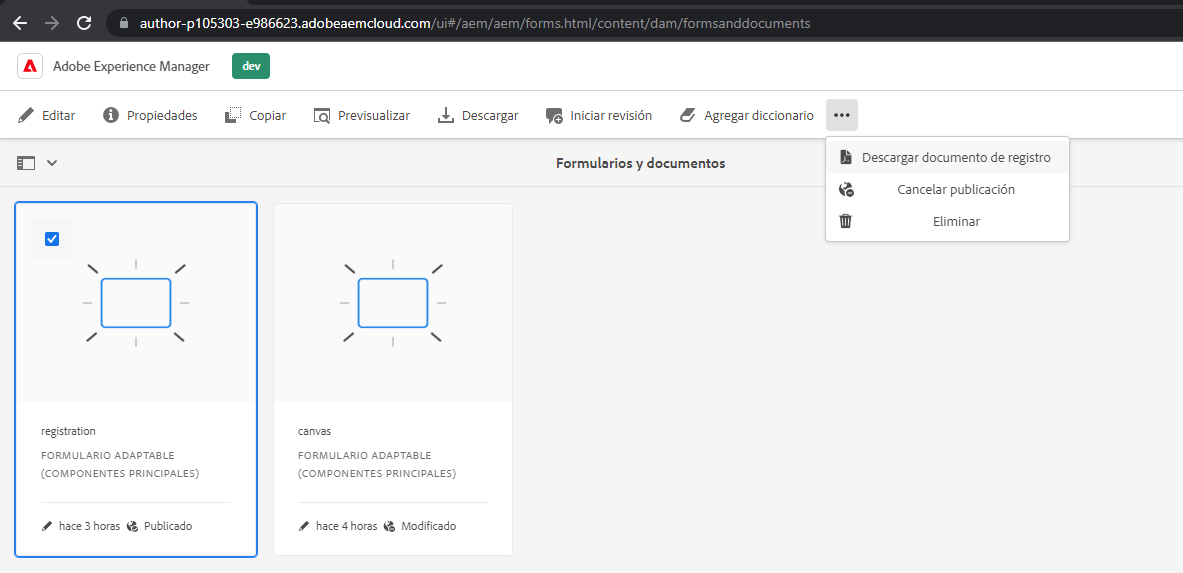 author-p105303-e986623.adobeaemcloud.com/ui#/aem/aem/forms.html/content/dam/formsanddocuments
Adobe Experience Manager dev
Editar Propiedades Copiar Previsualizar Descargar Iniciar revisión Agregar diccionario
Formularios y documentos
Descargar documento de registro
Cancelar publicación
Eliminar
registration
FORMULARIO ADAPTABLE
(COMPONENTES PRINCIPALES)
hace 3 horas Publicado
canvas
FORMULARIO ADAPTABLE
(COMPONENTES PRINCIPALES)
hace 4 horas Modificado